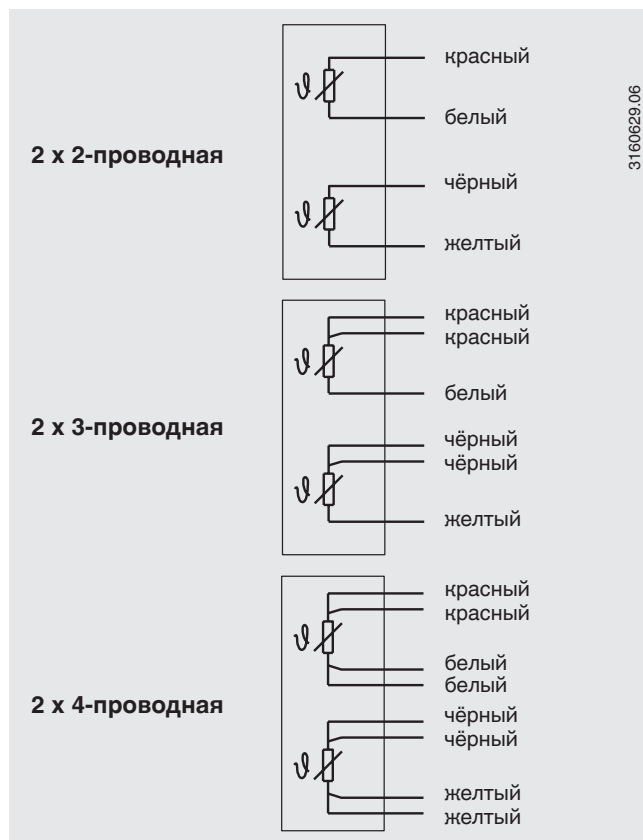 2 x 2-проводная
красный
белый
чёрный
желтый
3160629.06
2 x 3-проводная
красный
красный
белый
чёрный
чёрный
желтый
2 x 4-проводная
красный
красный
белый
белый
чёрный
чёрный
желтый
желтый
ϑ
ϑ
ϑ
ϑ
ϑ
ϑ